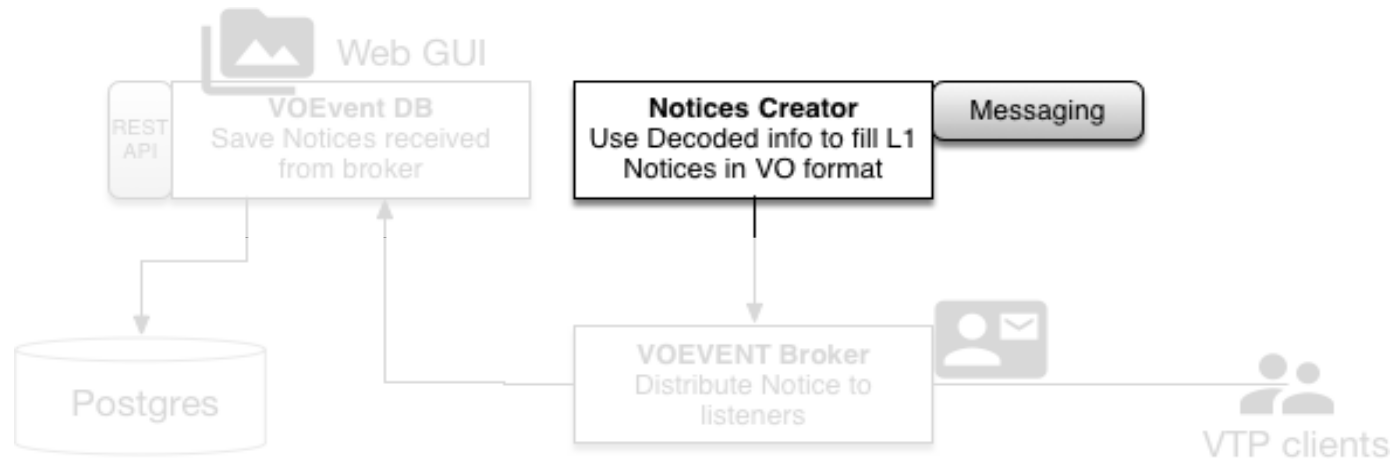 Web GUI
REST
API
VOEvent DB
Save Notices received
from broker
Notices Creator
Use Decoded info to fill L1
Notices in VO format
Messaging
Postgres
VOEVENT Broker
Distribute Notice to
listeners
VTP clients